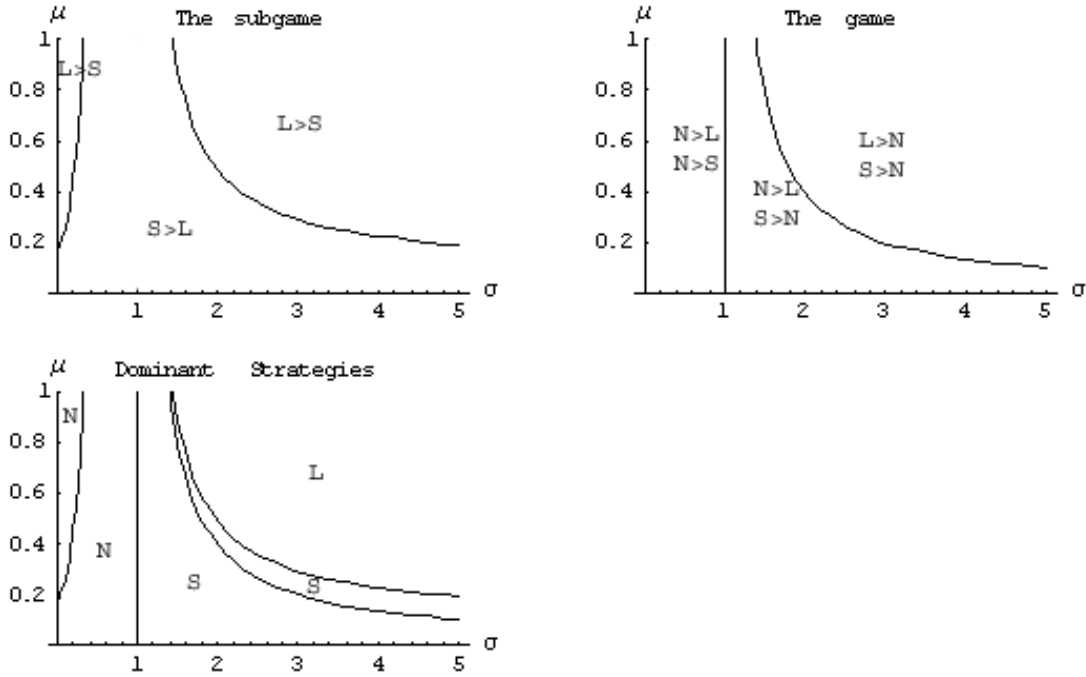 μ The subgame
1
L>S
0.8
L>S
0.6
0.4
S>L
0.2
σ
1 2 3 4 5
μ The game
1
0.8
N>L
N>S
L>N
S>N
0.6
0.4
N>L
S>N
0.2
σ
1 2 3 4 5
μ Dominant Strategies
1
N
0.8
L
0.6
0.4
N
S
S
0.2
σ
1 2 3 4 5